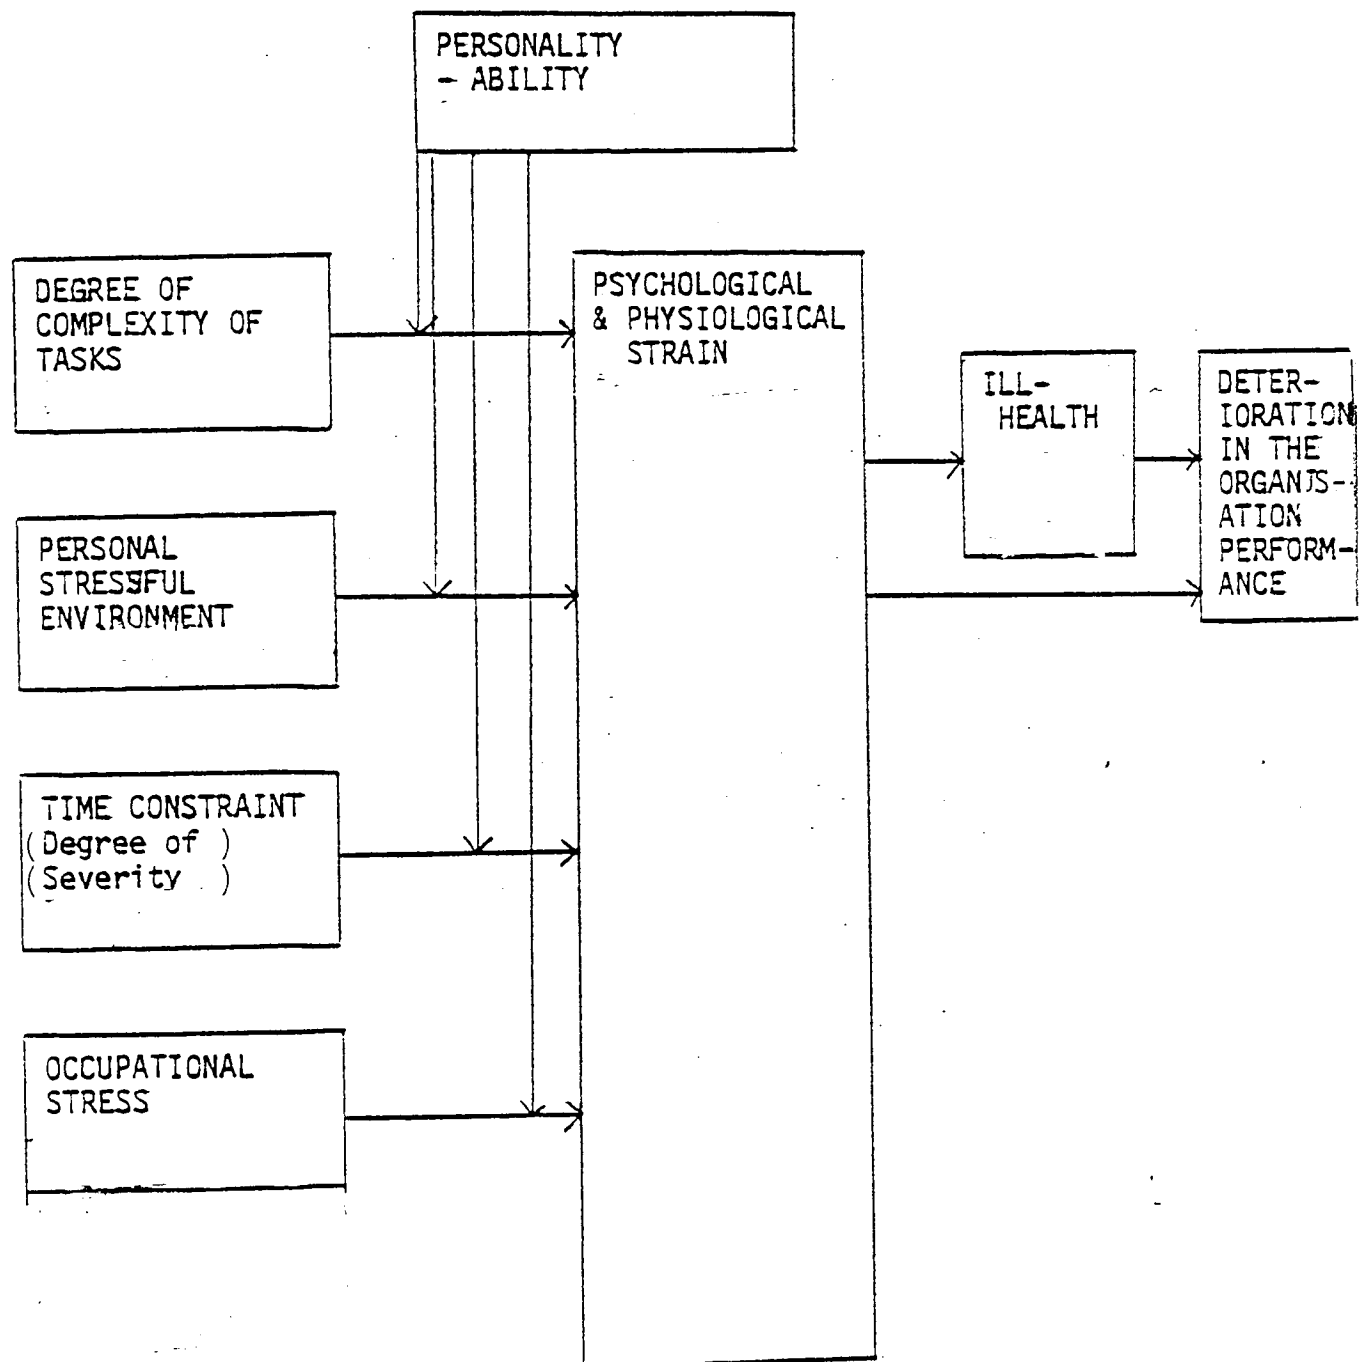 PERSONALITY
- ABILITY
DEGREE OF
COMPLEXITY OF
TASKS
PSYCHOLOGICAL
& PHYSIOLOGICAL
STRAIN
ILL-
HEALTH
DETER-
IORATION
IN THE
ORGANIS-
ATION
PERFORM-
ANCE
PERSONAL
STRESSFUL
ENVIRONMENT
TIME CONSTRAINT
(Degree of )
(Severity )
OCCUPATIONAL
STRESS